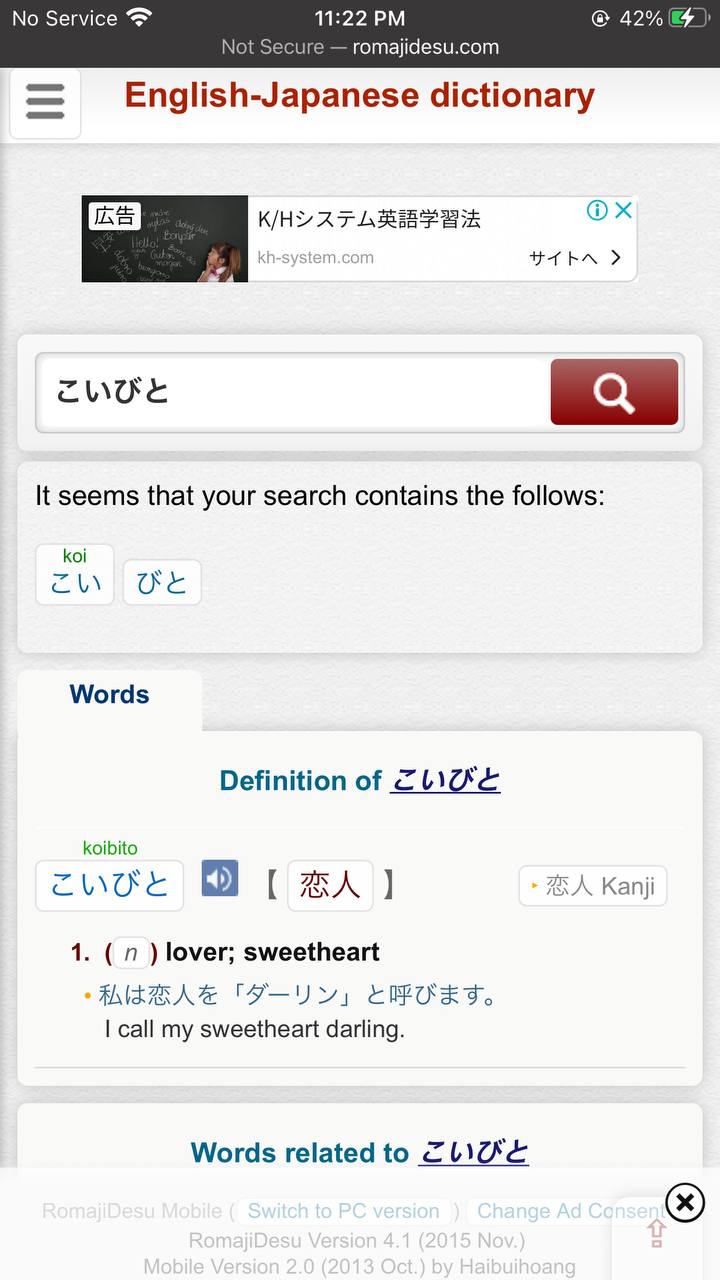 No Service 11:22 PM 42%
Not Secure — romajidesu.com
English-Japanese dictionary
広告
K/Hシステム英語学習法
Hello!
Bonjour
kh-system.com サイトへ
こいびと
It seems that your search contains the follows:
koi
こい びと
Words
Definition of こいびと
koibito
こいびと 【 恋人 】 恋人 Kanji
1. ( n ) lover; sweetheart
• 私は恋人を「ダーリン」と呼びます。
I call my sweetheart darling.
Words related to こいびと
RomajiDesu Mobile ( Switch to PC version ) Change Ad Consent
RomajiDesu Version 4.1 (2015 Nov.)
Mobile Version 2.0 (2013 Oct.) by Haibuihoang